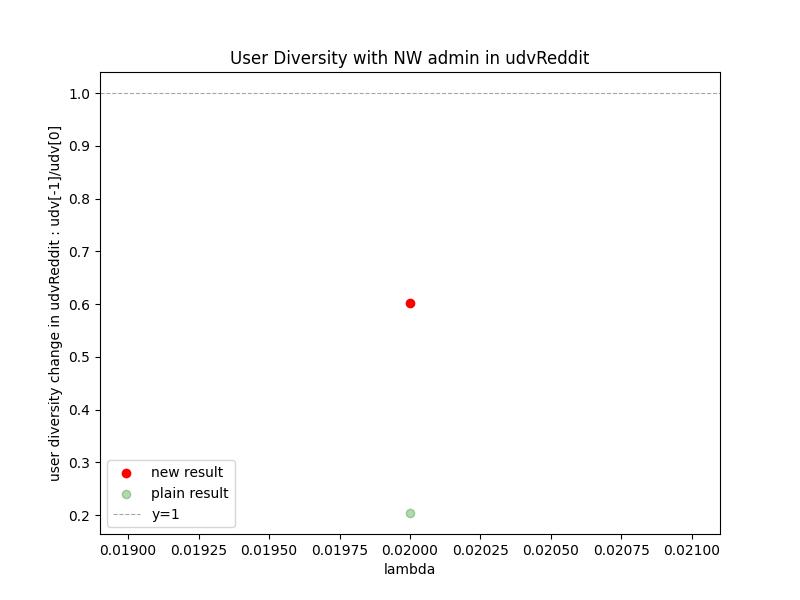 User Diversity with NW admin in udvReddit
user diversity change in udvReddit : udv[-1]/udv[0]
1.0
0.9
0.8
0.7
0.6
0.5
0.4
0.3
0.2
new result
plain result
y=1
0.01900 0.01925 0.01950 0.01975 0.02000 0.02025 0.02050 0.02075 0.02100
lambda